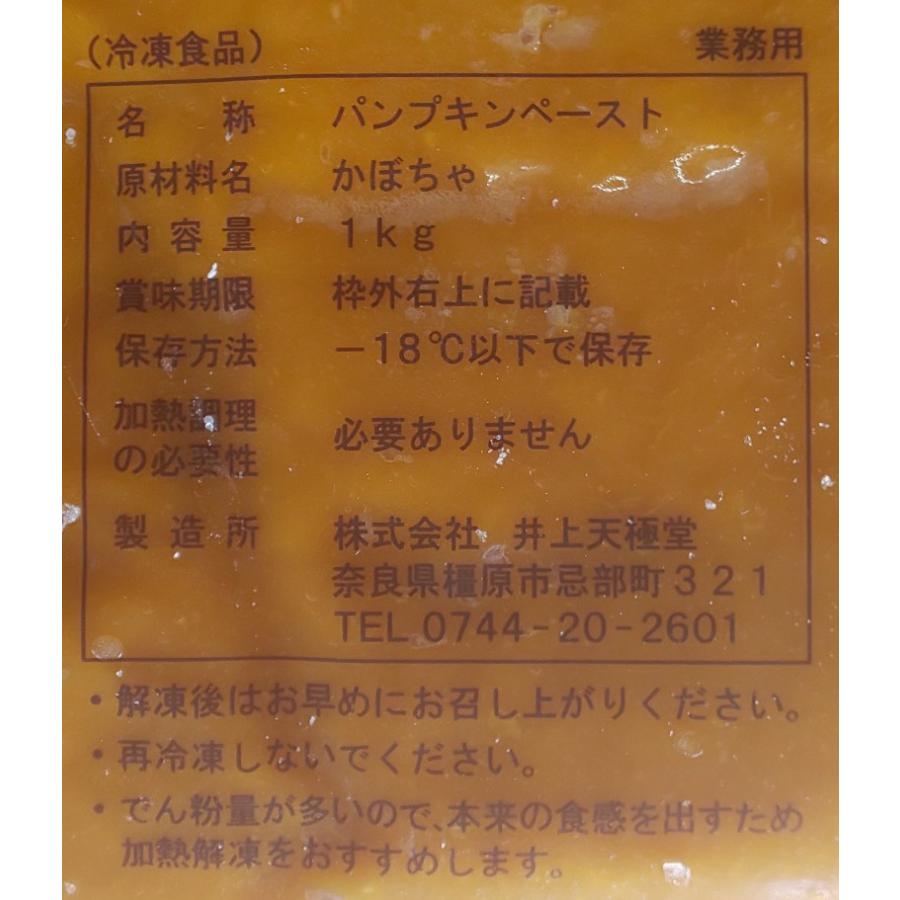 (冷凍食品) 業務用
名称 パンプキンペースト
原材料名 かぼちゃ
内容量 1kg
賞味期限 枠外右上に記載
保存方法 −18℃以下で保存
加熱調理
の必要性 必要ありません
製造所 株式会社 井上天極堂
奈良県橿原市忌部町321
TEL 0744-20-2601
・解凍後はお早めにお召し上がりください。
・再冷凍しないでください。
・でん粉量が多いので、本来の食感を出すため
加熱解凍をおすすめします。